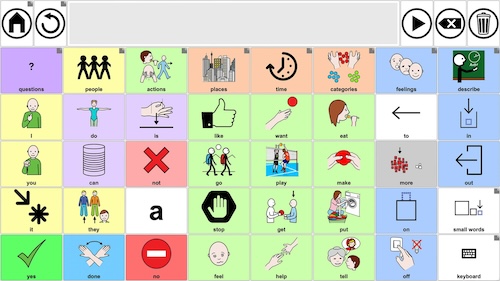 ?
questions
people
actions
places
time
categories
feelings
describe
I
do
is
like
want
eat
to
in
you
can
not
go
play
make
more
out
it
they
a
stop
get
put
on
small words
yes
done
no
feel
help
tell
off
keyboard